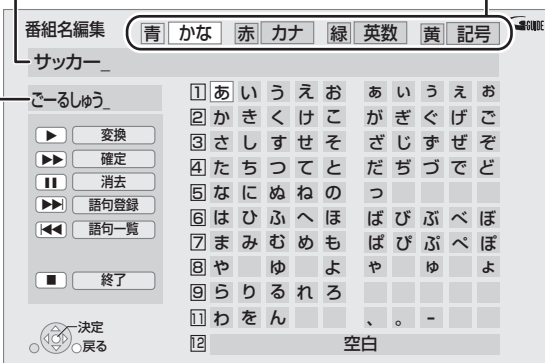 番組名編集 青 かな 赤 カナ 緑 英数 黄 記号 GUIDE
サッカー_
ごーるしゅう_
▶ 変換
▶▶ 確定
❚❚ 消去
▶▶| 語句登録
|◀◀ 語句一覧
■ 終了
決定
戻る
1 あ い う え お ぁ ぃ ぅ ぇ ぉ
2 か き く け こ が ぎ ぐ げ ご
3 さ し す せ そ ざ じ ず ぜ ぞ
4 た ち つ て と だ ぢ づ で ど
5 な に ぬ ね の っ
6 は ひ ふ へ ほ ば び ぶ べ ぼ
7 ま み む め も ぱ ぴ ぷ ぺ ぽ
8 や ゆ よ ゃ ゅ ょ
9 ら り る れ ろ
11 わ を ん 、 。 -
12 空白